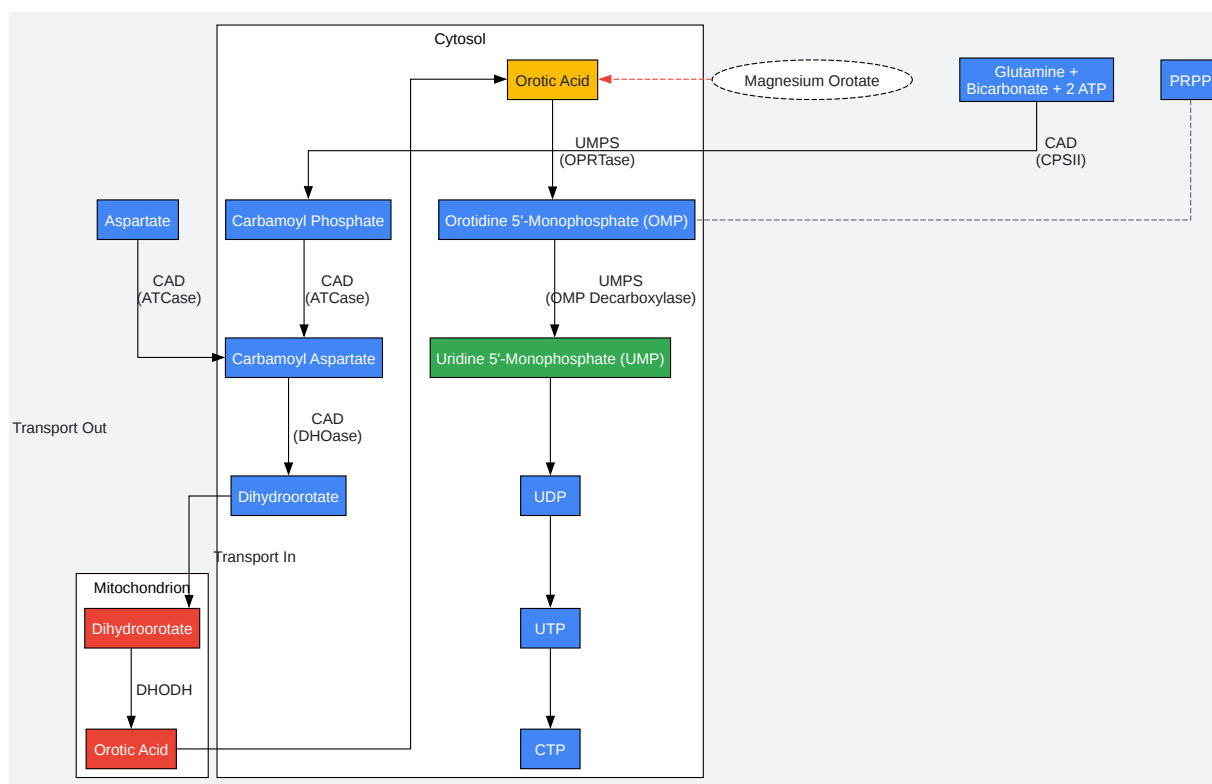 Cytosol
Orotic Acid
Magnesium Orotate
Glutamine +
Bicarbonate + 2 ATP
PRPP
UMPS
(OPRTase)
CAD
(CPSII)
Aspartate
Carbamoyl Phosphate
Orotidine 5'-Monophosphate (OMP)
CAD
(ATCase)
CAD
(ATCase)
UMPS
(OMP Decarboxylase)
Carbamoyl Aspartate
Uridine 5'-Monophosphate (UMP)
Transport Out
CAD
(DHOase)
Dihydroorotate
UDP
Transport In
Mitochondrion
Dihydroorotate
UTP
DHODH
Orotic Acid
CTP